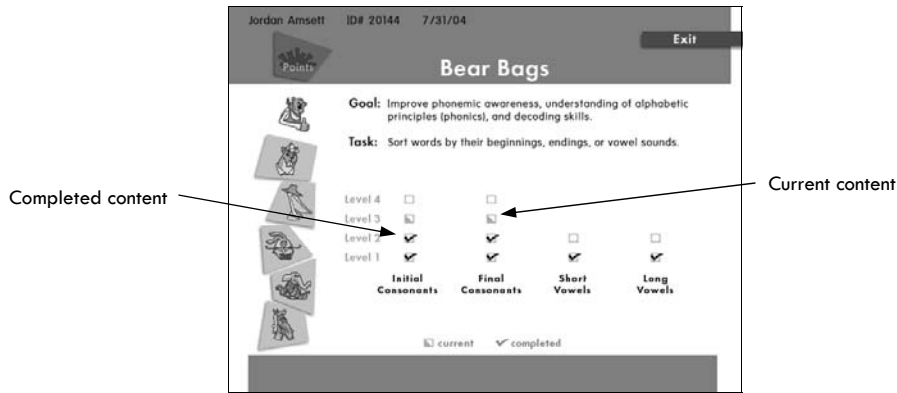 Jordan Amsett ID# 20144 7/31/04
Exit
Points
Bear Bags
Goal: Improve phonemic awareness, understanding of alphabetic
principles (phonics), and decoding skills.
Task: Sort words by their beginnings, endings, or vowel sounds.
Completed content
Current content
Level 4
Level 3
Level 2
Level 1
Initial Consonants
Final Consonants
Short Vowels
Long Vowels
current completed